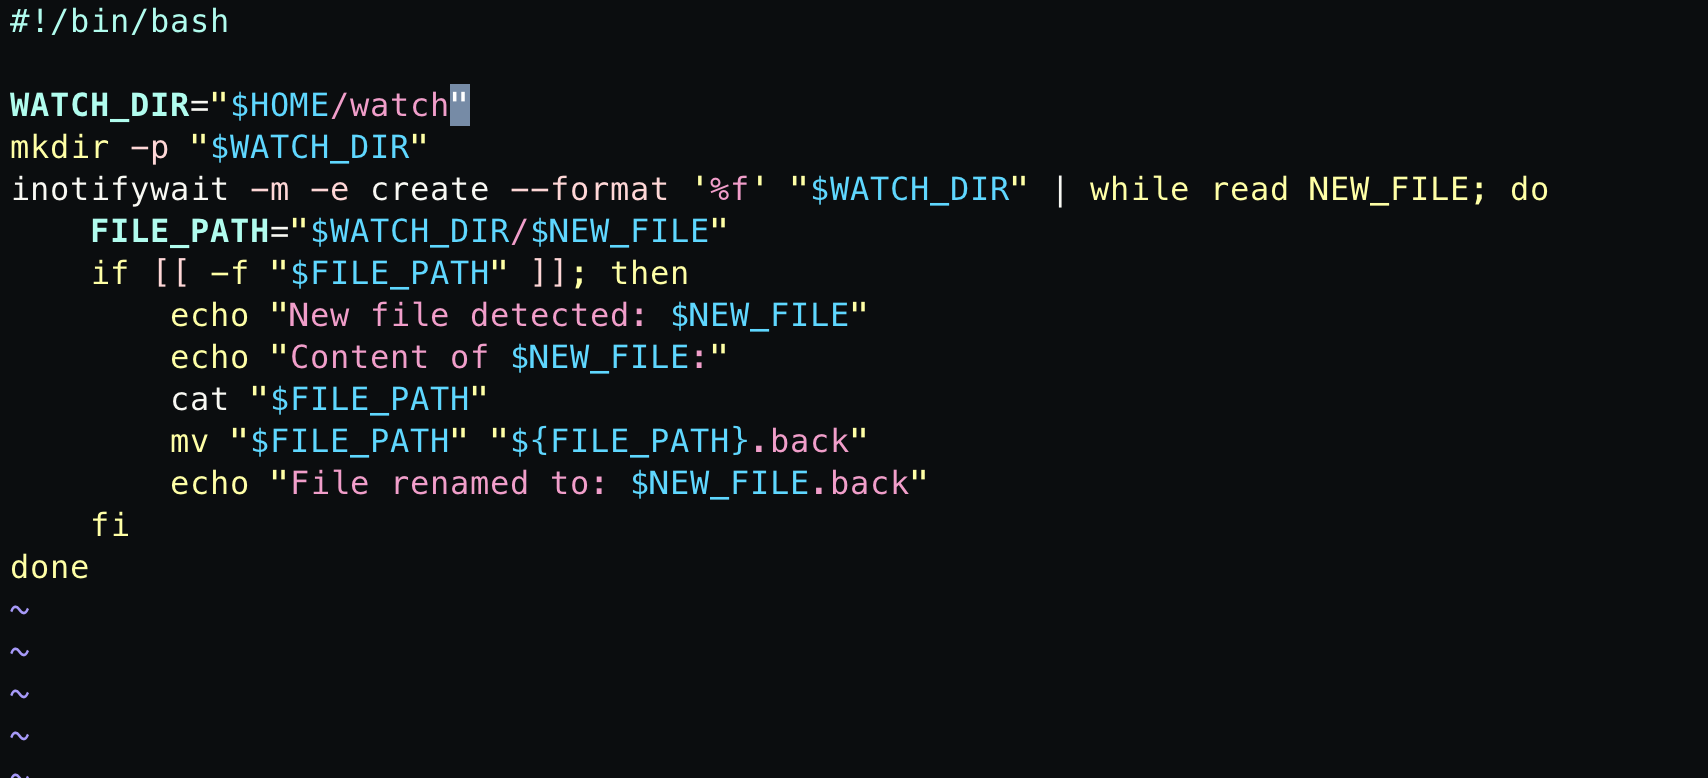 #!/bin/bash

WATCH_DIR="$HOME/watch"
mkdir -p "$WATCH_DIR"
inotifywait -m -e create --format '%f' "$WATCH_DIR" | while read NEW_FILE; do
    FILE_PATH="$WATCH_DIR/$NEW_FILE"
    if [[ -f "$FILE_PATH" ]]; then
        echo "New file detected: $NEW_FILE"
        echo "Content of $NEW_FILE:"
        cat "$FILE_PATH"
        mv "$FILE_PATH" "${FILE_PATH}.back"
        echo "File renamed to: $NEW_FILE.back"
    fi
done
~
~
~
~
~